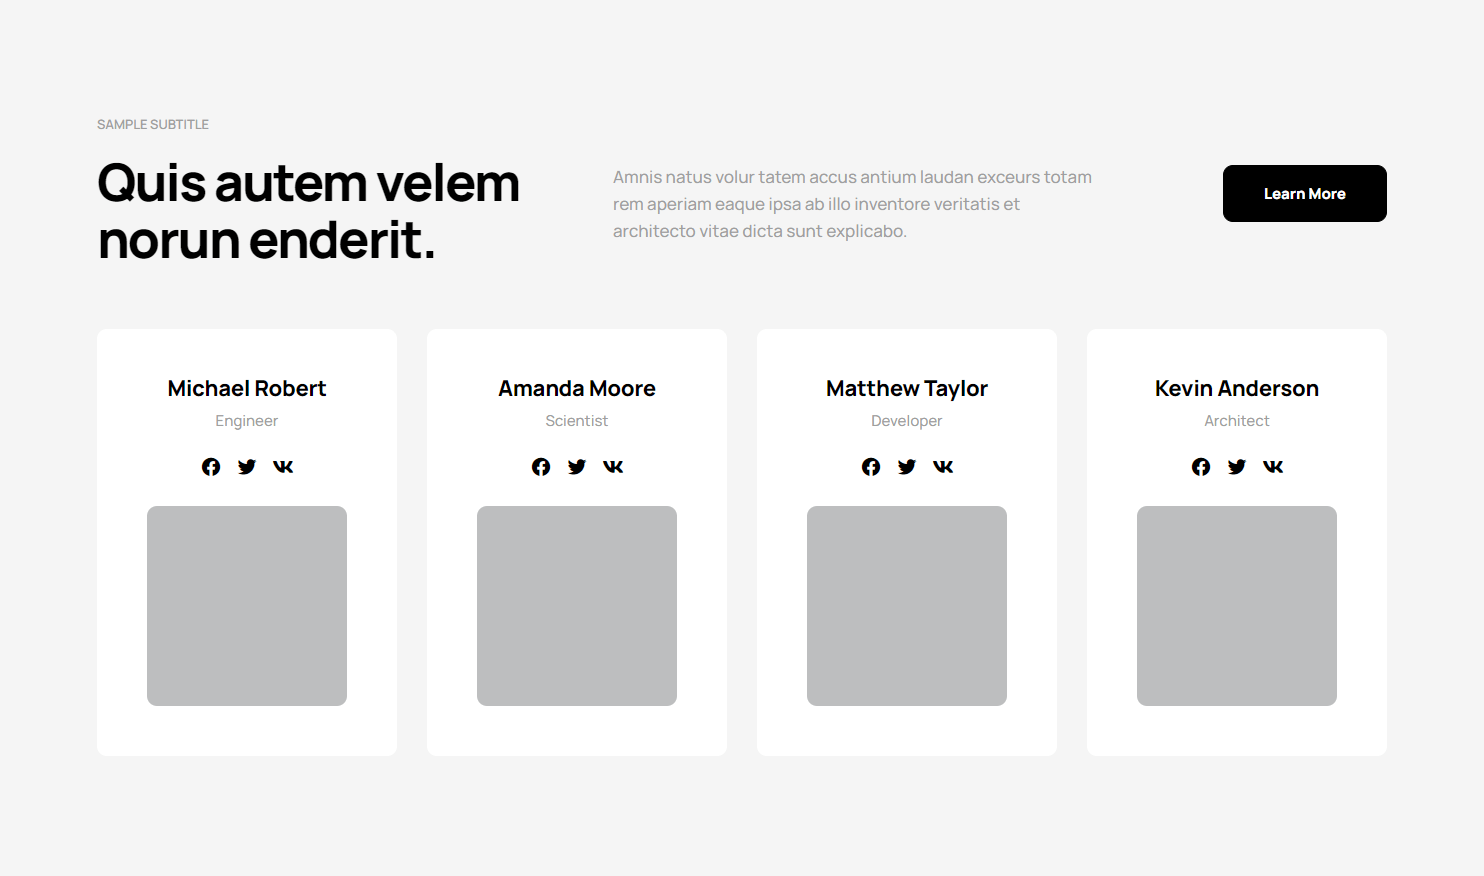 SAMPLE SUBTITLE
Quis autem velem
norun enderit.
Amnis natus volur tatem accus antium laudan exceurs totam
rem aperiam eaque ipsa ab illo inventore veritatis et
architecto vitae dicta sunt explicabo.
Learn More
Michael Robert
Engineer
Amanda Moore
Scientist
Matthew Taylor
Developer
Kevin Anderson
Architect